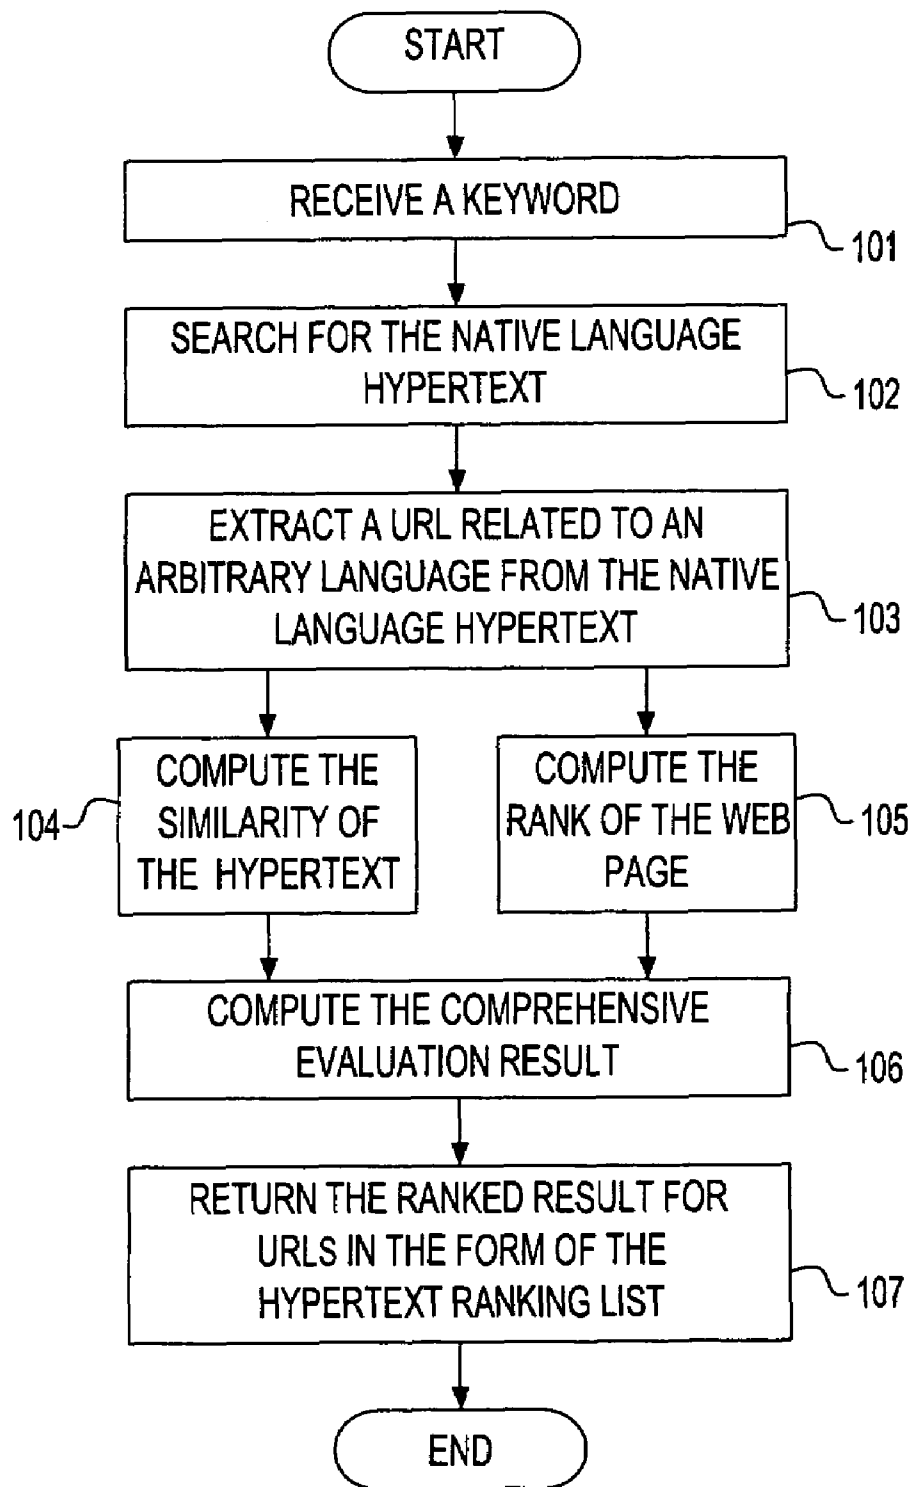 START
RECEIVE A KEYWORD
101
SEARCH FOR THE NATIVE LANGUAGE
HYPERTEXT
102
EXTRACT A URL RELATED TO AN
ARBITRARY LANGUAGE FROM THE NATIVE
LANGUAGE HYPERTEXT
103
COMPUTE THE
SIMILARITY OF
THE HYPERTEXT
104
COMPUTE THE
RANK OF THE WEB
PAGE
105
COMPUTE THE COMPREHENSIVE
EVALUATION RESULT
106
RETURN THE RANKED RESULT FOR
URLS IN THE FORM OF THE
HYPERTEXT RANKING LIST
107
END